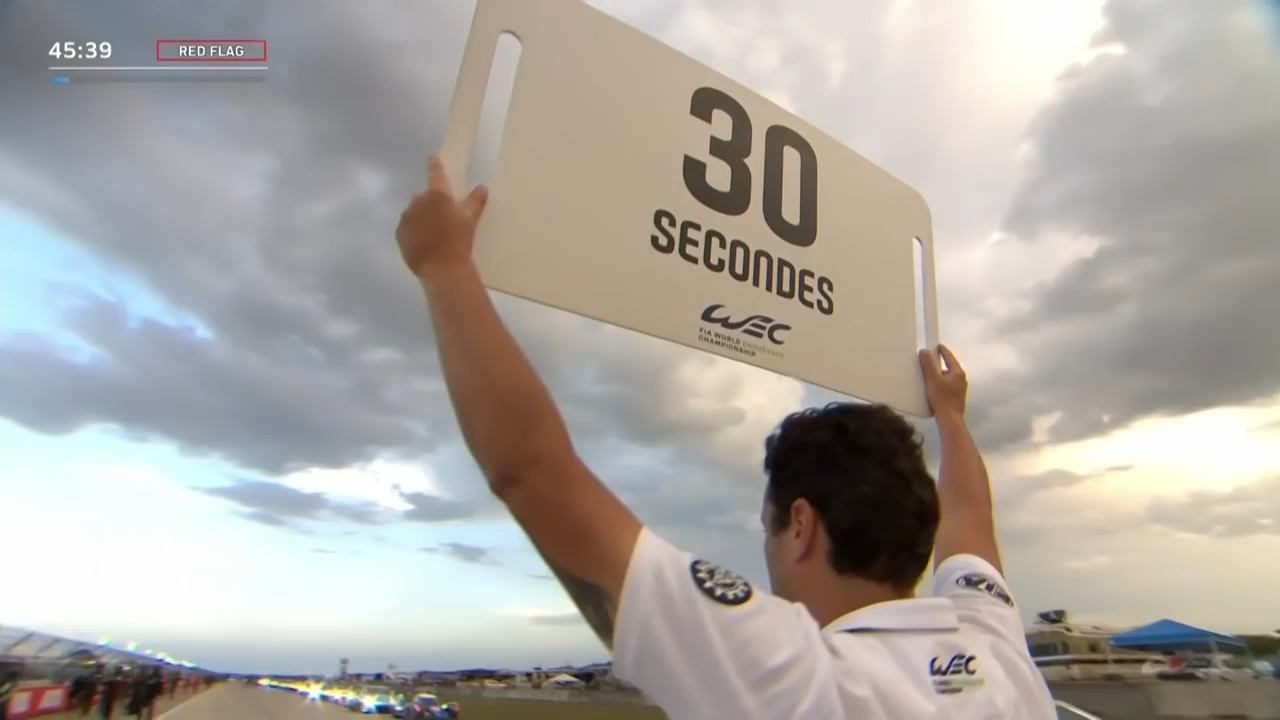 45:39
RED FLAG
30
SECONDES
WEC
FIA WORLD ENDURANCE
CHAMPIONSHIP
WEC